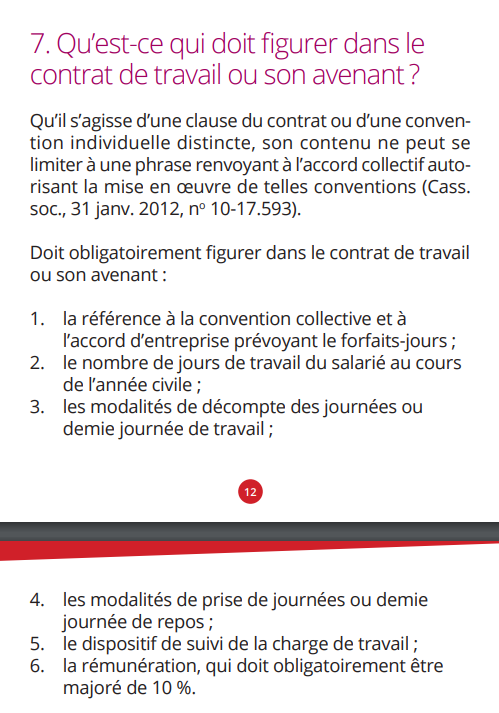 7. Qu’est-ce qui doit figurer dans le
contrat de travail ou son avenant ?
Qu’il s’agisse d’une clause du contrat ou d’une conven-
tion individuelle distincte, son contenu ne peut se
limiter à une phrase renvoyant à l’accord collectif auto-
risant la mise en œuvre de telles conventions (Cass.
soc., 31 janv. 2012, nº 10-17.593).
Doit obligatoirement figurer dans le contrat de travail
ou son avenant :
1. la référence à la convention collective et à
l’accord d’entreprise prévoyant le forfaits-jours ;
2. le nombre de jours de travail du salarié au cours
de l’année civile ;
3. les modalités de décompte des journées ou
demie journée de travail ;
12
4. les modalités de prise de journées ou demie
journée de repos ;
5. le dispositif de suivi de la charge de travail ;
6. la rémunération, qui doit obligatoirement être
majoré de 10 %.